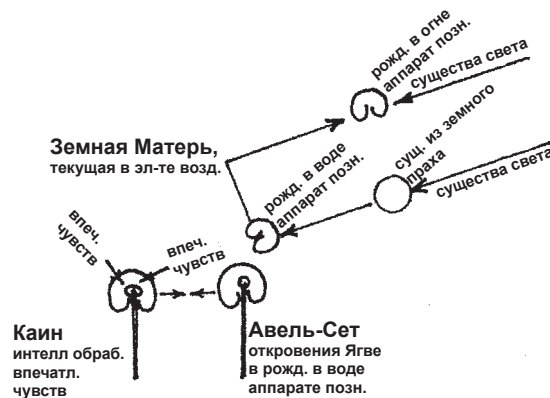 рожд. в огне
аппарат позн.
существа света
Земная Матерь,
текущая в эл-те возд.
рожд. в воде
аппарат позн.
сущ. из земного
праха
существа света
впеч.
чувств
впеч.
чувств
Каин
интелл обраб.
впечатл.
чувств
Авель-Сет
откровения Ягве
в рожд. в воде
аппарате позн.